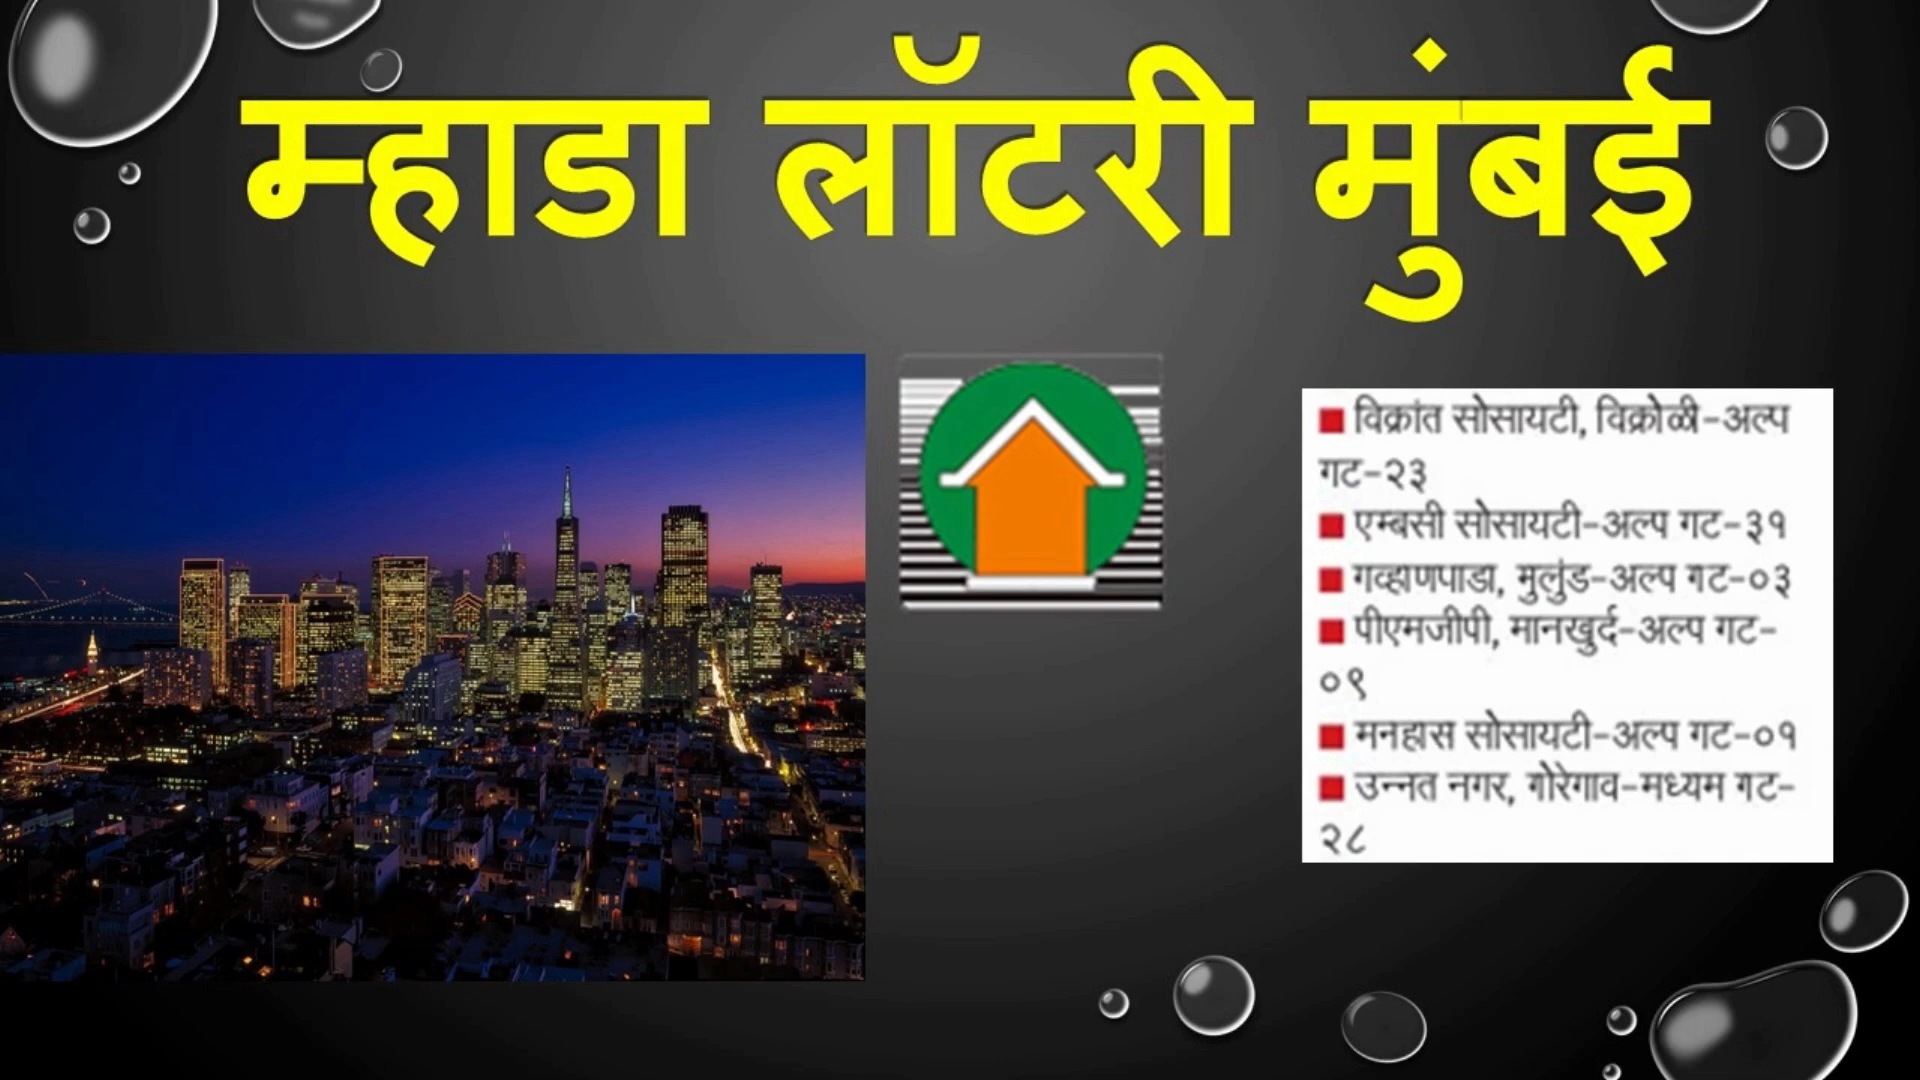 म्हाडा लॉटरी मुंबई
विक्रांत सोसायटी, विक्रोळी-अल्प
गट-२३
एम्बसी सोसायटी-अल्प गट-३१
गव्हाणपाडा, मुलुंड-अल्प गट-०३
पीएमजीपी, मानखुर्द-अल्प गट-
०९
मनहास सोसायटी-अल्प गट-०१
उन्नत नगर, गोरेगाव-मध्यम गट-
२८